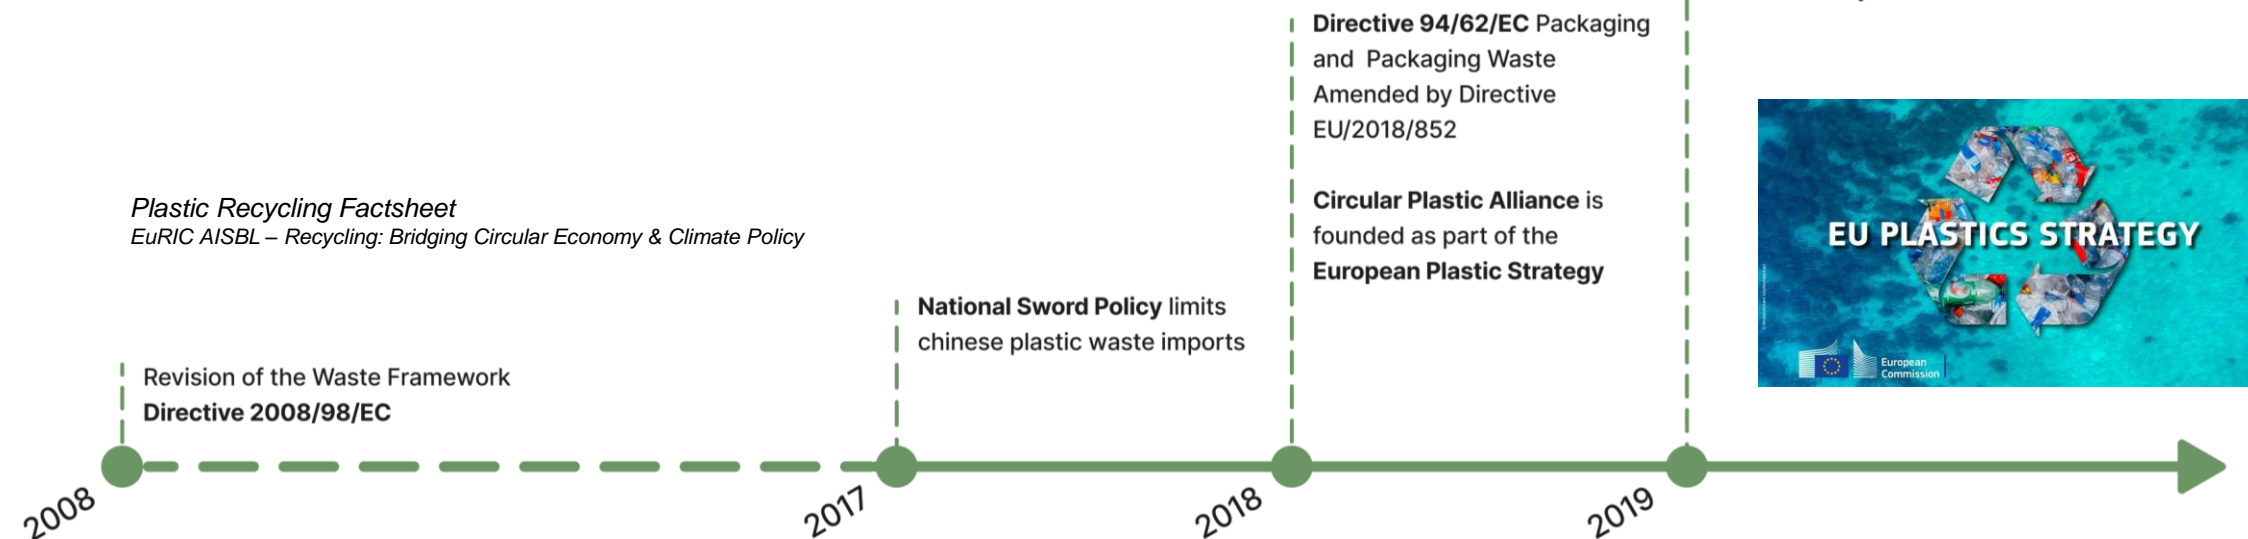 Directive 94/62/EC Packaging
and Packaging Waste
Amended by Directive
EU/2018/852
Circular Plastic Alliance is
founded as part of the
European Plastic Strategy
Plastic Recycling Factsheet
EuRIC AISBL – Recycling: Bridging Circular Economy & Climate Policy
National Sword Policy limits
chinese plastic waste imports
Revision of the Waste Framework
Directive 2008/98/EC
EU PLASTICS STRATEGY
European
Commission
2008
2017
2018
2019